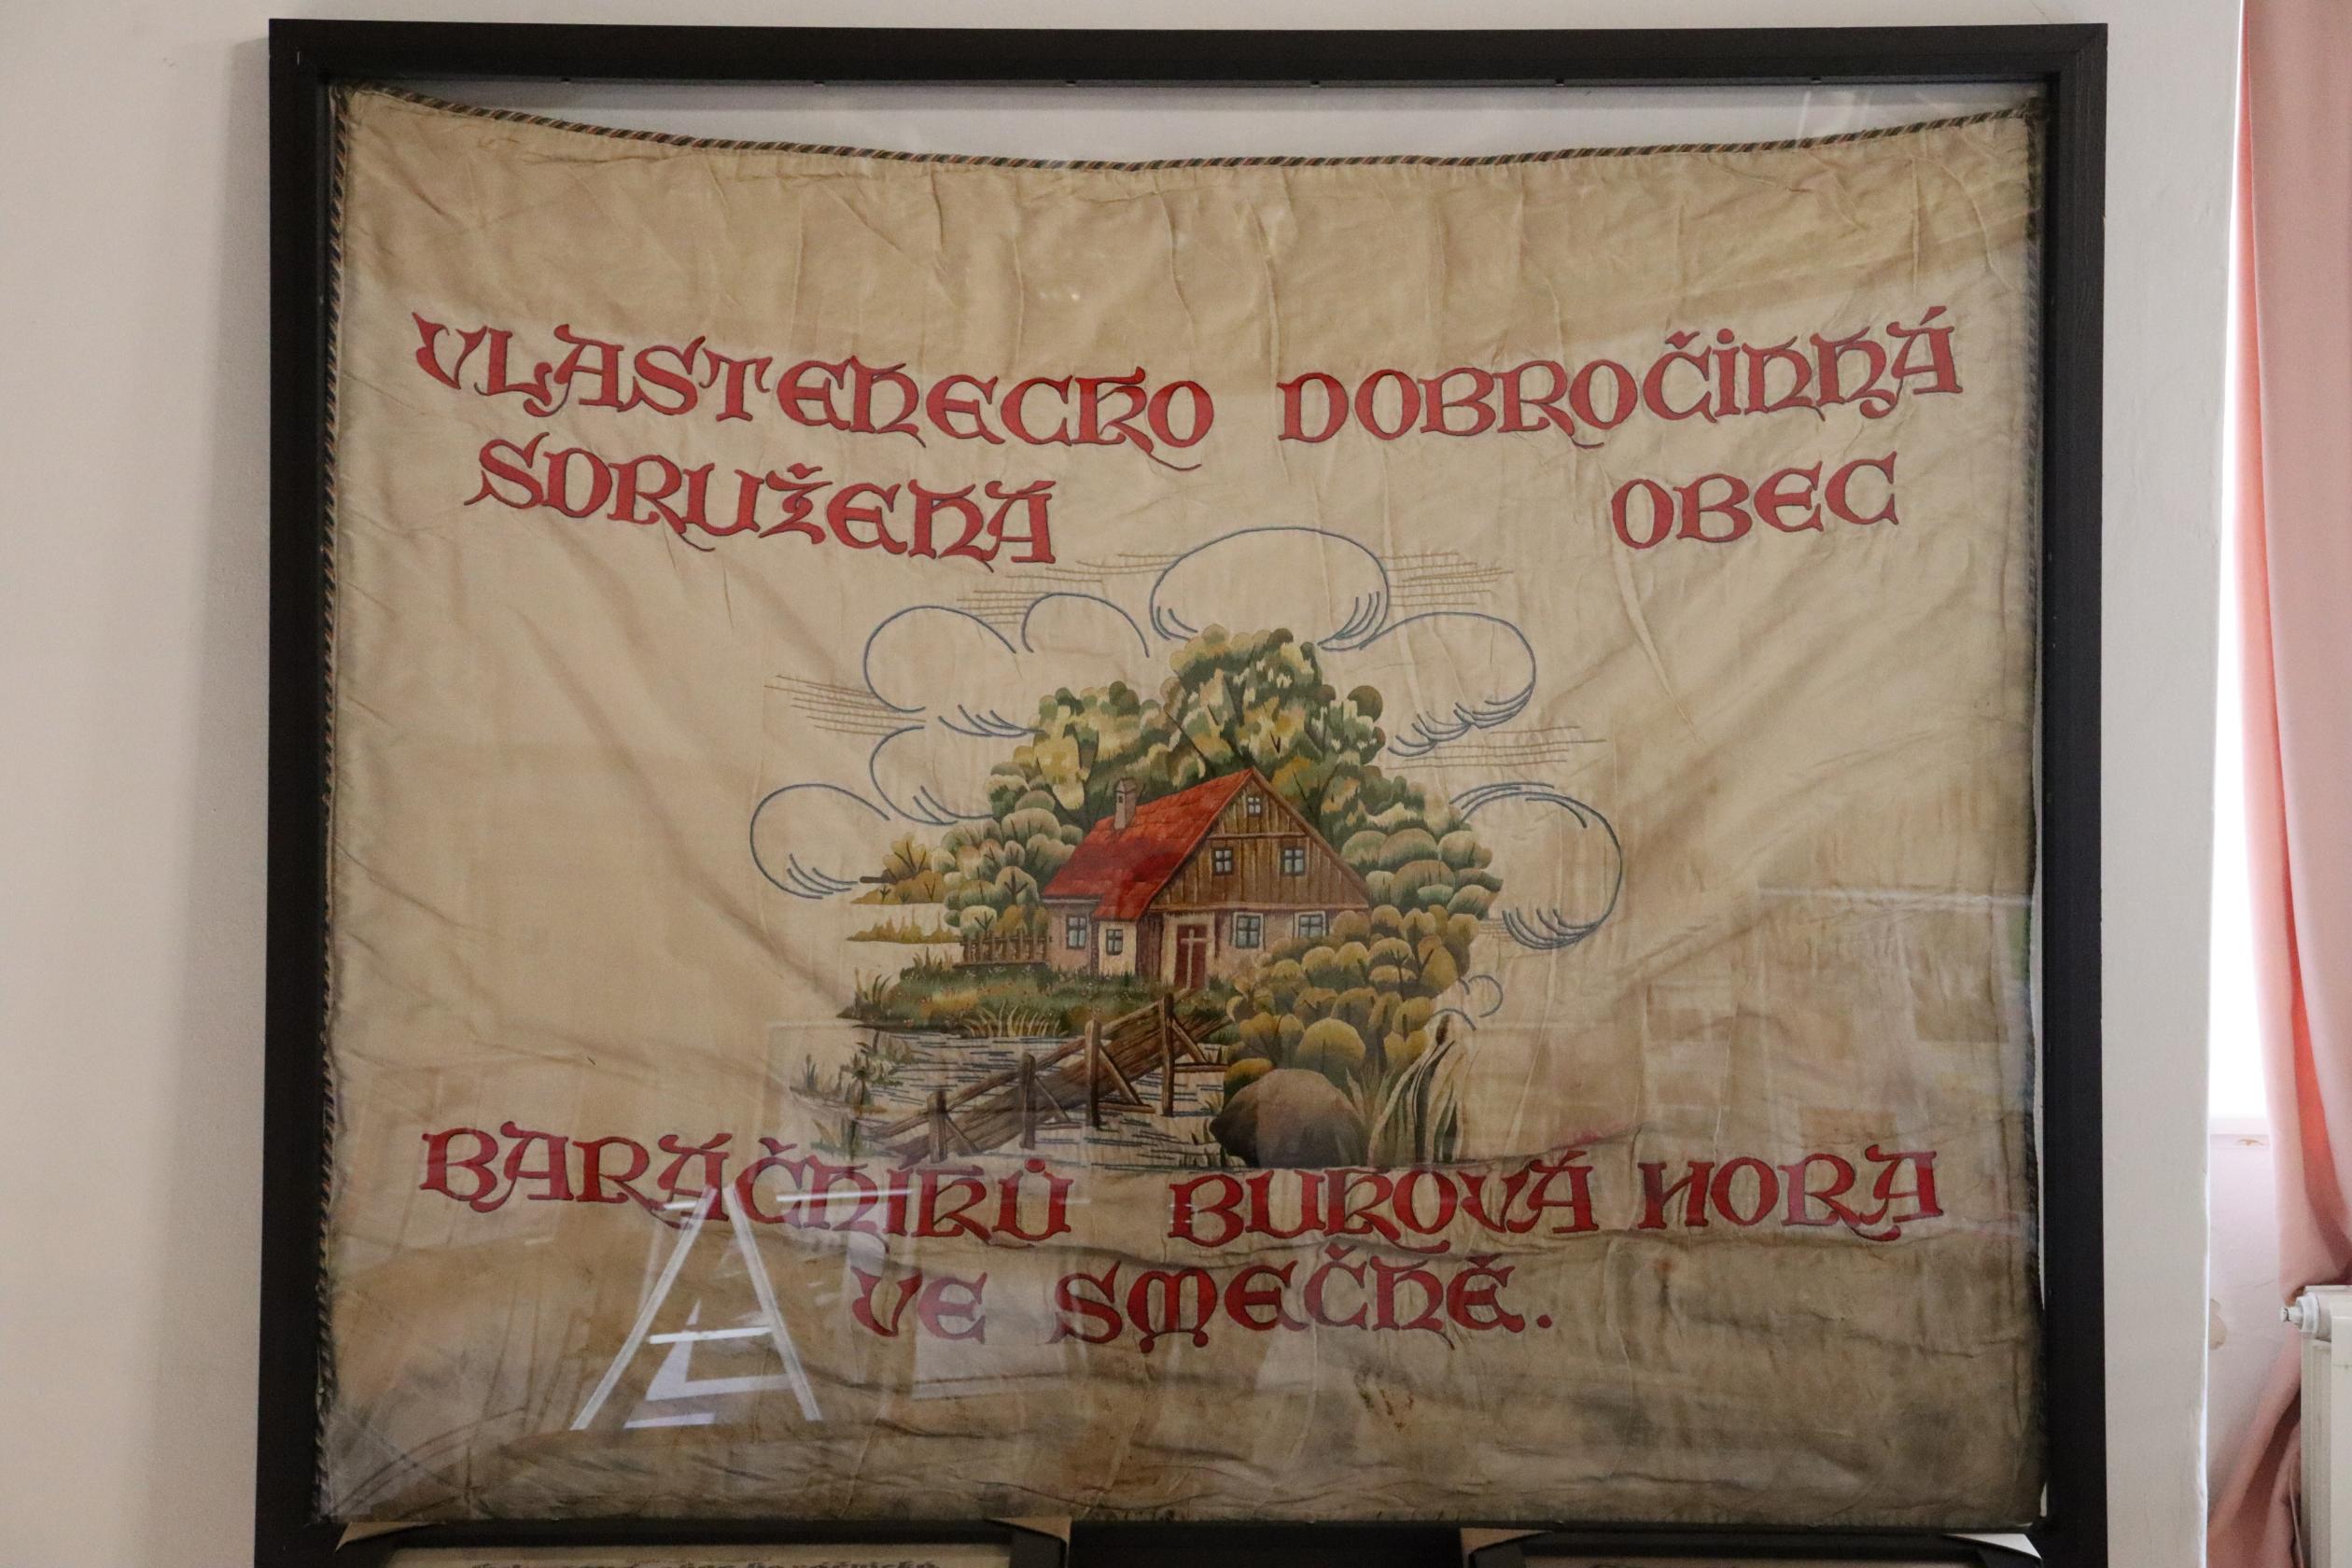 VLASTENECKO DOBROČINNÁ
SDRUŽENÁ OBEC
BARÁČNÍKŮ BUKOVÁ HORA
VE SMEČNĚ.